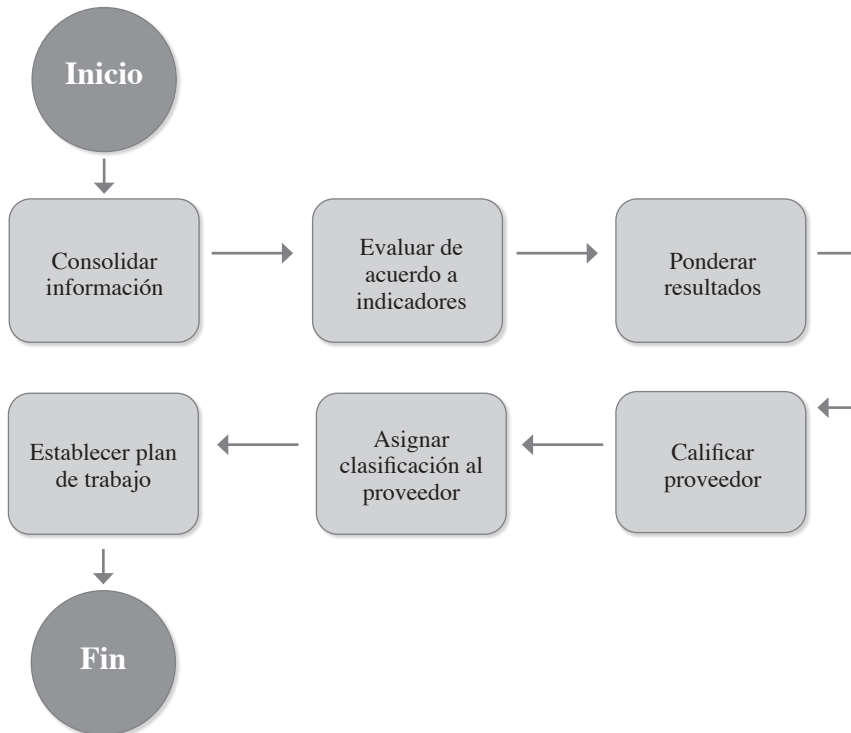 Inicio
Consolidar
información
Evaluar de
acuerdo a
indicadores
Ponderar
resultados
Calificar
proveedor
Asignar
clasificación al
proveedor
Establecer plan
de trabajo
Fin